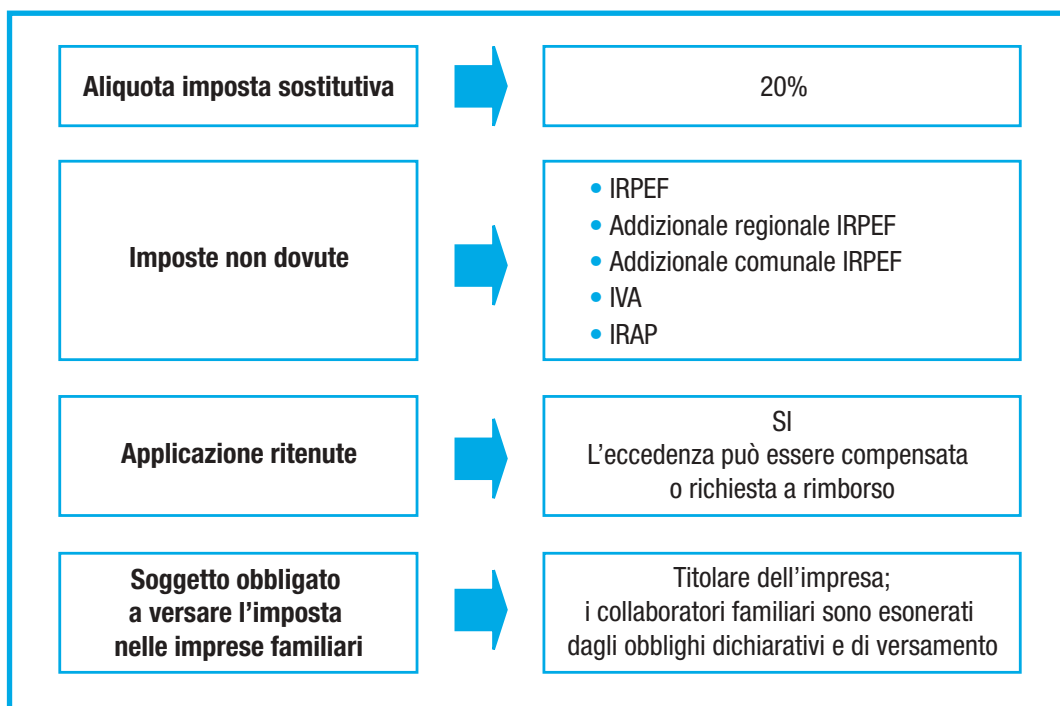 Aliquota imposta sostitutiva
20%
Imposte non dovute
• IRPEF
• Addizionale regionale IRPEF
• Addizionale comunale IRPEF
• IVA
• IRAP
Applicazione ritenute
SI
L’eccedenza può essere compensata
o richiesta a rimborso
Soggetto obbligato
a versare l’imposta
nelle imprese familiari
Titolare dell’impresa;
i collaboratori familiari sono esonerati
dagli obblighi dichiarativi e di versamento